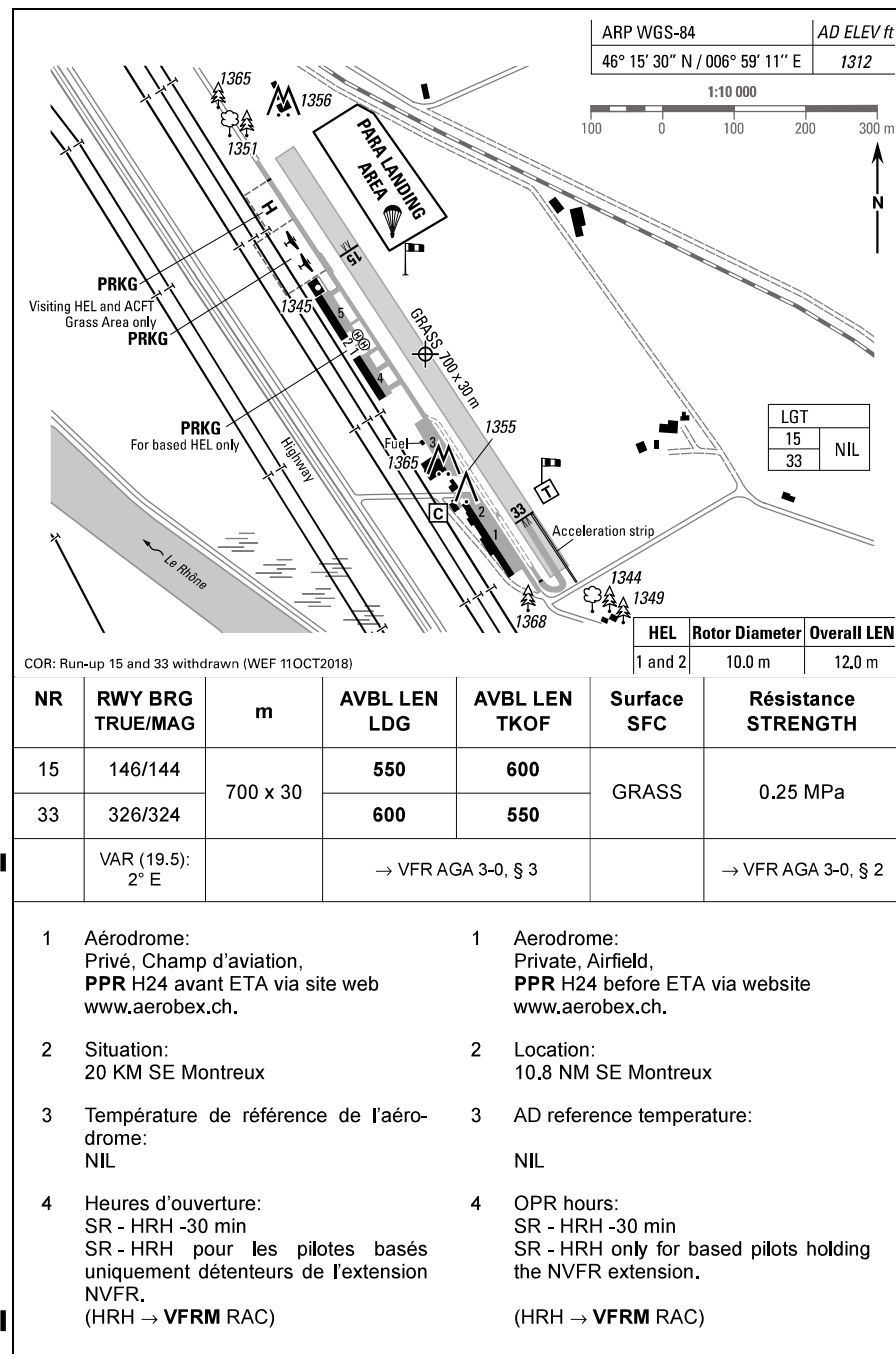 ARP WGS-84 AD ELEV ft
46° 15' 30" N / 006° 59' 11'' E 1312
1:10 000
100 0 100 200 300 m
N
1365
1356
1351
PARA LANDING
AREA
H
15
PRKG
Visiting HEL and ACFT
Grass Area only
PRKG
1345
5
H H
2 1
4
GRASS 700 x 30 m
PRKG
For based HEL only
Highway
Fuel
3
1365
1355
LGT
15 NIL
33
T
C
2
33
1
Acceleration strip
Le Rhône
1344
1349
1368
HEL Rotor Diameter Overall LEN
1 and 2 10.0 m 12.0 m
COR: Run-up 15 and 33 withdrawn (WEF 11OCT2018)
NR RWY BRG TRUE/MAG m AVBL LEN LDG AVBL LEN TKOF Surface SFC Résistance STRENGTH
15 146/144 700 x 30 550 600 GRASS 0.25 MPa
33 326/324 600 550
VAR (19.5): 2° E → VFR AGA 3-0, § 3 → VFR AGA 3-0, § 2
1 Aérodrome:
Privé, Champ d'aviation,
PPR H24 avant ETA via site web
www.aerobex.ch.
2 Situation:
20 KM SE Montreux
3 Température de référence de l'aéro-
drome:
NIL
4 Heures d'ouverture:
SR - HRH -30 min
SR - HRH pour les pilotes basés
uniquement détenteurs de l'extension
NVFR.
(HRH → VFRM RAC)
1 Aerodrome:
Private, Airfield,
PPR H24 before ETA via website
www.aerobex.ch.
2 Location:
10.8 NM SE Montreux
3 AD reference temperature:
NIL
4 OPR hours:
SR - HRH -30 min
SR - HRH only for based pilots holding
the NVFR extension.
(HRH → VFRM RAC)